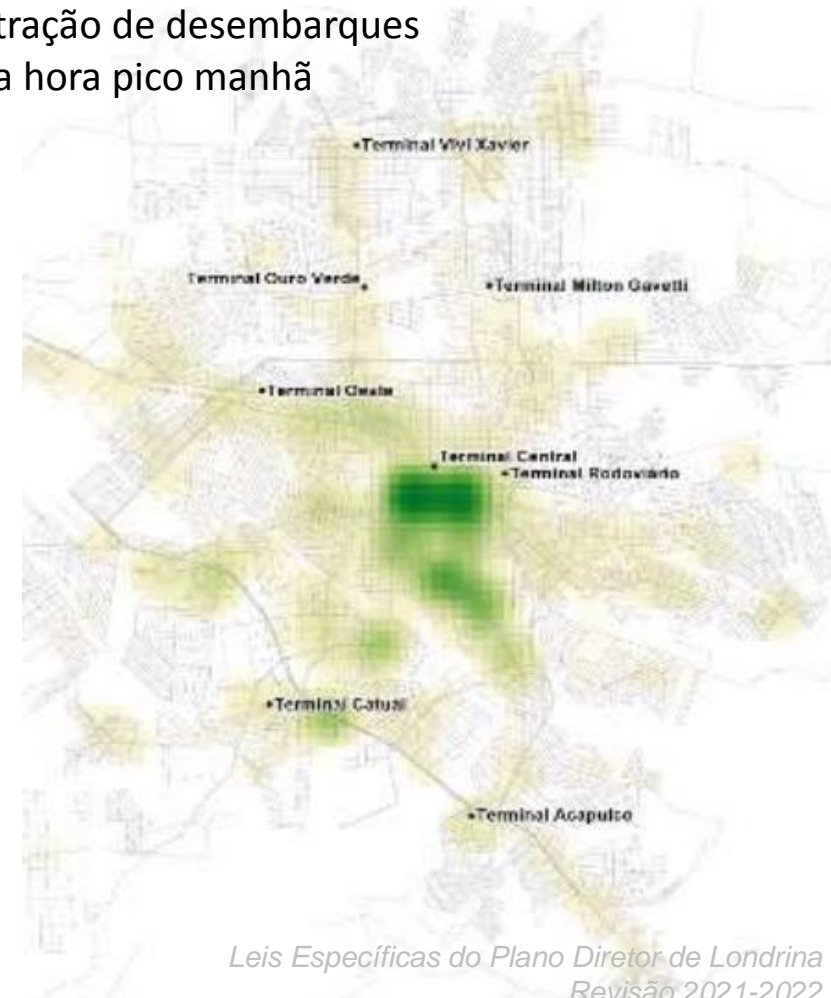 tração de desembarques
a hora pico manhã
Terminal Vivi Xavier
Terminal Ouro Verde
Terminal Milton Gavetti
Terminal Oeste
Terminal Central
Terminal Rodoviário
Terminal Catuaí
Terminal Acapulco
Leis Específicas do Plano Diretor de Londrina
Revisão 2021-2022